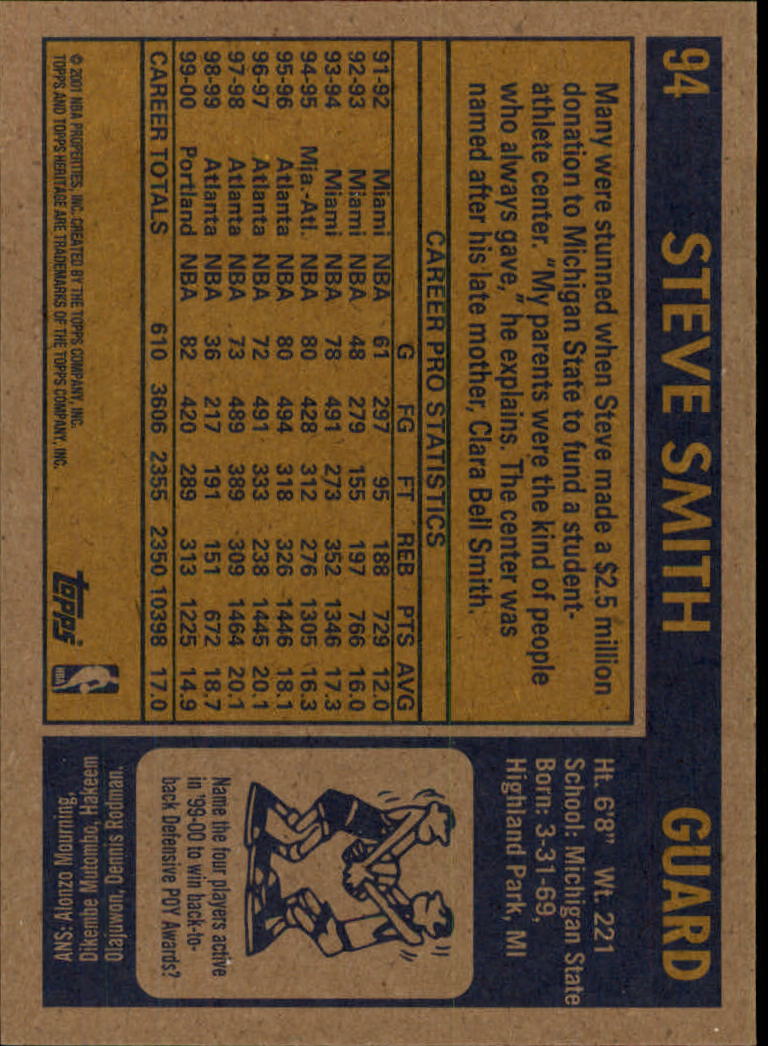 94 STEVE SMITH GUARD
Many were stunned when Steve made a $2.5 million
donation to Michigan State to fund a student-
athlete center. "My parents were the kind of people
who always gave," he explains. The center was
named after his late mother, Clara Bell Smith.
CAREER PRO STATISTICS
G FG FT REB PTS AVG
91-92 Miami NBA 61 297 95 188 729 12.0
92-93 Miami NBA 48 279 155 197 766 16.0
93-94 Miami NBA 78 491 273 352 1346 17.3
94-95 Mia.-Atl. NBA 80 428 312 276 1305 16.3
95-96 Atlanta NBA 80 494 318 326 1446 18.1
96-97 Atlanta NBA 72 491 333 238 1445 20.1
97-98 Atlanta NBA 73 489 389 309 1464 20.1
98-99 Atlanta NBA 36 217 191 151 672 18.7
99-00 Portland NBA 82 420 289 313 1225 14.9
CAREER TOTALS 610 3606 2355 2350 10398 17.0
© 2001 NBA PROPERTIES, INC. CREATED BY THE TOPPS COMPANY, INC.
TOPPS AND TOPPS HERITAGE ARE TRADEMARKS OF THE TOPPS COMPANY, INC.
topps
NBA
Ht. 6'8" Wt. 221
School: Michigan State
Born: 3-31-69,
Highland Park, MI
Name the four players active
in '99-00 to win back-to-
back Defensive POY Awards?
ANS: Alonzo Mourning,
Dikembe Mutombo, Hakeem
Olajuwon, Dennis Rodman.